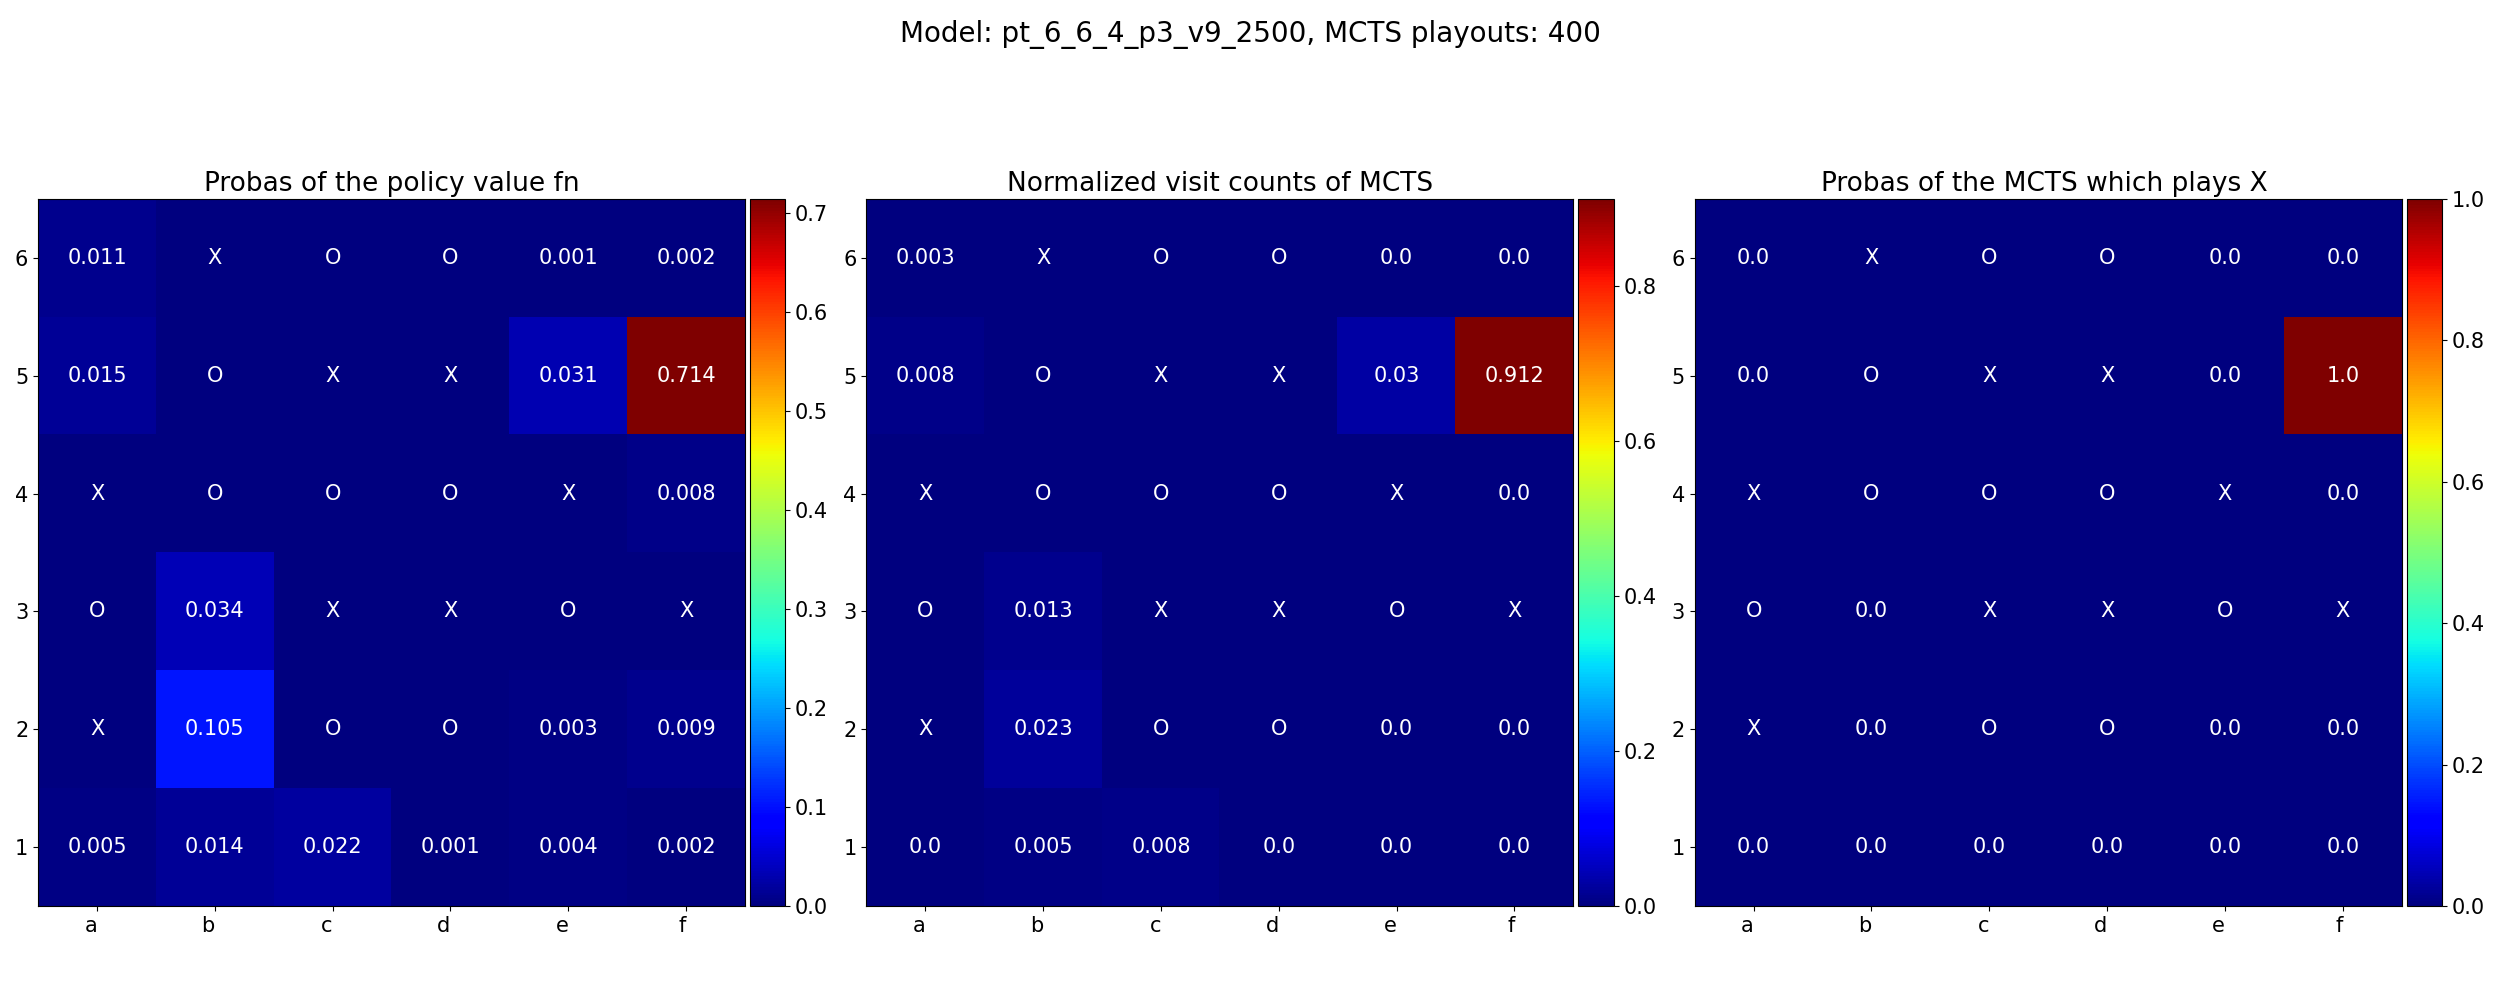 Model: pt_6_6_4_p3_v9_2500, MCTS playouts: 400
Probas of the policy value fn
6 0.011 X O O 0.001 0.002
5 0.015 O X X 0.031 0.714
4 X O O O X 0.008
3 O 0.034 X X O X
2 X 0.105 O O 0.003 0.009
1 0.005 0.014 0.022 0.001 0.004 0.002
a b c d e f
0.7
0.6
0.5
0.4
0.3
0.2
0.1
0.0
Normalized visit counts of MCTS
6 0.003 X O O 0.0 0.0
5 0.008 O X X 0.03 0.912
4 X O O O X 0.0
3 O 0.013 X X O X
2 X 0.023 O O 0.0 0.0
1 0.0 0.005 0.008 0.0 0.0 0.0
a b c d e f
0.8
0.6
0.4
0.2
0.0
Probas of the MCTS which plays X
6 0.0 X O O 0.0 0.0
5 0.0 O X X 0.0 1.0
4 X O O O X 0.0
3 O 0.0 X X O X
2 X 0.0 O O 0.0 0.0
1 0.0 0.0 0.0 0.0 0.0 0.0
a b c d e f
1.0
0.8
0.6
0.4
0.2
0.0